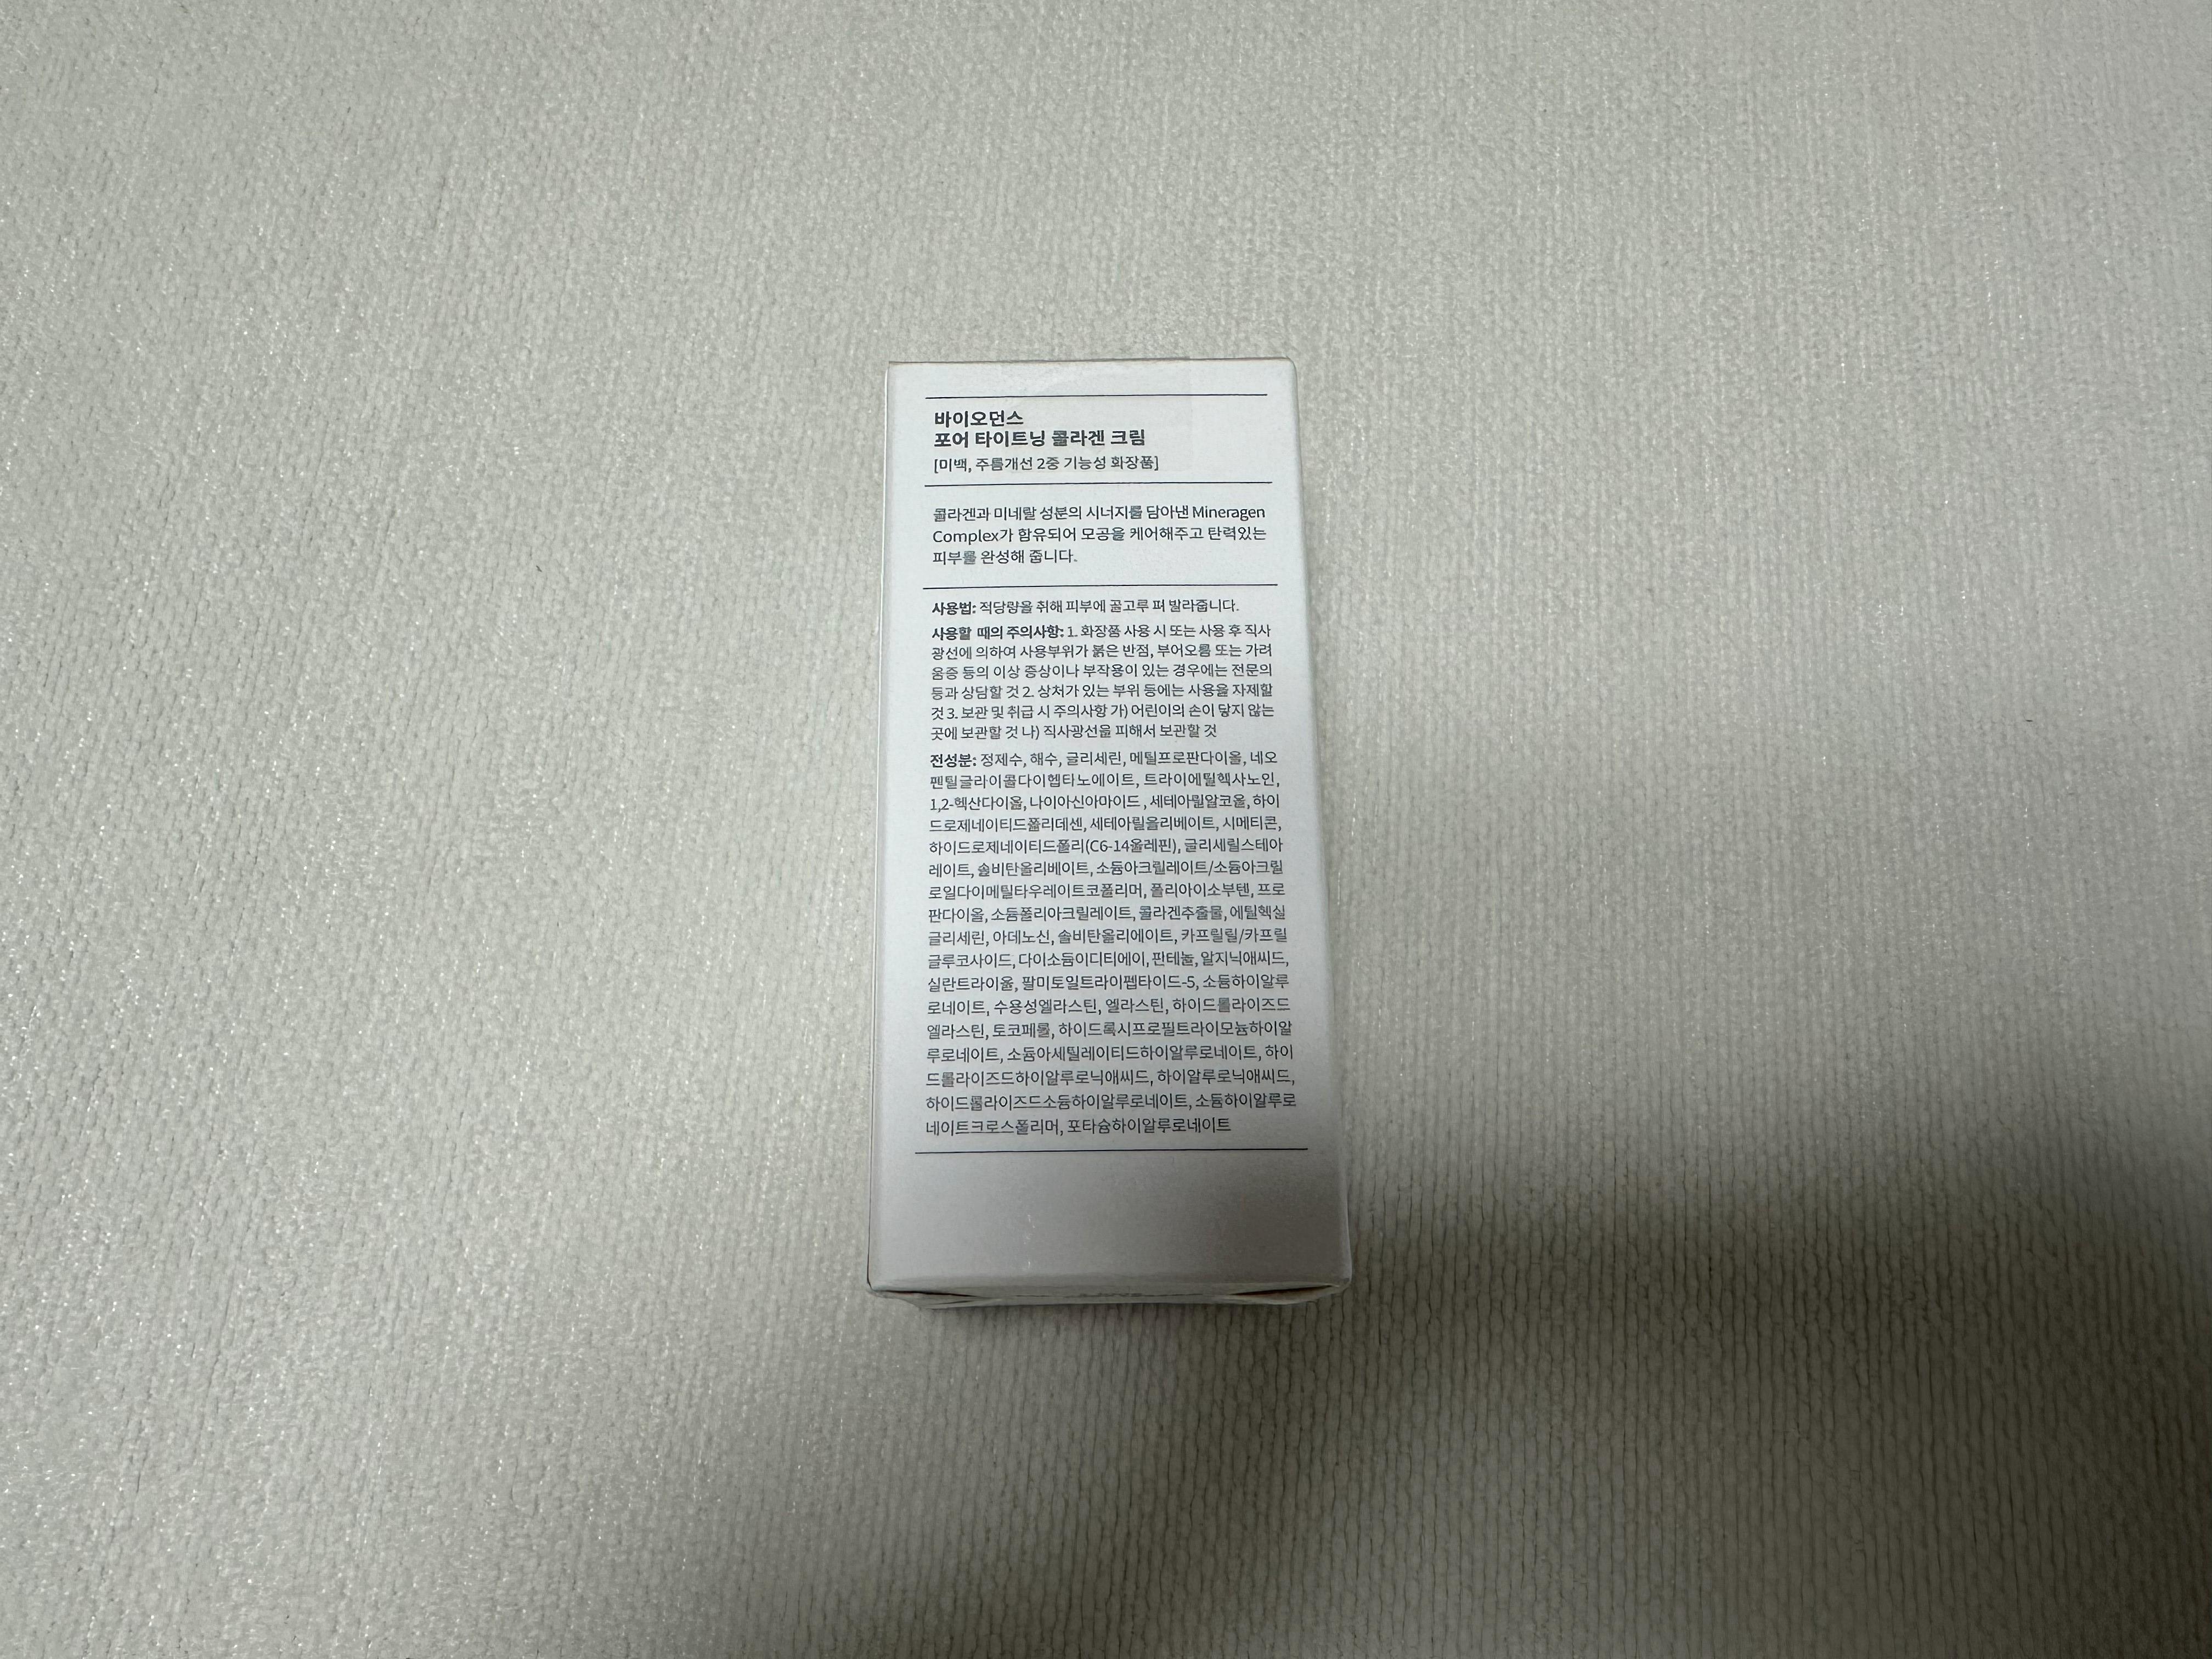 바이오던스
포어 타이트닝 콜라겐 크림
[미백, 주름개선 2중 기능성 화장품]
콜라겐과 미네랄 성분의 시너지를 담아낸 Mineragen
Complex가 함유되어 모공을 케어해주고 탄력있는
피부를 완성해 줍니다.
사용법: 적당량을 취해 피부에 골고루 펴 발라줍니다.
사용할 때의 주의사항: 1. 화장품 사용 시 또는 사용 후 직사
광선에 의하여 사용부위가 붉은 반점, 부어오름 또는 가려
움증 등의 이상 증상이나 부작용이 있는 경우에는 전문의
등과 상담할 것 2. 상처가 있는 부위 등에는 사용을 자제할
것 3. 보관 및 취급 시 주의사항 가) 어린이의 손이 닿지 않는
곳에 보관할 것 나) 직사광선을 피해서 보관할 것
전성분: 정제수, 해수, 글리세린, 메틸프로판다이올, 네오
펜틸글라이콜다이헵타노에이트, 트라이에틸헥사노인,
1,2-헥산다이올, 나이아신아마이드, 세테아릴알코올, 하이
드로제네이티드폴리데센, 세테아릴올리베이트, 시메티콘,
하이드로제네이티드폴리(C6-14올레핀), 글리세릴스테아
레이트, 솔비탄올리베이트, 소듐아크릴레이트/소듐아크릴
로일다이메틸타우레이트코폴리머, 폴리아이소부텐, 프로
판다이올, 소듐폴리아크릴레이트, 콜라겐추출물, 에틸헥실
글리세린, 아데노신, 솔비탄올리에이트, 카프릴릴/카프릴
글루코사이드, 다이소듐이디티에이, 판테놀, 알지닉애씨드,
실란트라이올, 팔미토일트라이펩타이드-5, 소듐하이알루
로네이트, 수용성엘라스틴, 엘라스틴, 하이드롤라이즈드
엘라스틴, 토코페롤, 하이드록시프로필트라이모늄하이알
루로네이트, 소듐아세틸레이티드하이알루로네이트, 하이
드롤라이즈드하이알루로닉애씨드, 하이알루로닉애씨드,
하이드롤라이즈드소듐하이알루로네이트, 소듐하이알루로
네이트크로스폴리머, 포타슘하이알루로네이트